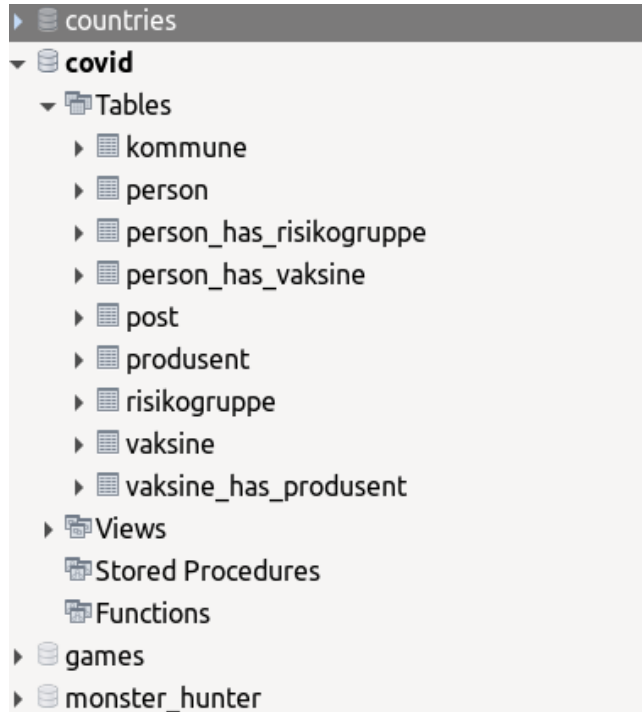 countries
covid
Tables
kommune
person
person_has_risikogruppe
person_has_vaksine
post
produsent
risikogruppe
vaksine
vaksine_has_produsent
Views
Stored Procedures
Functions
games
monster_hunter